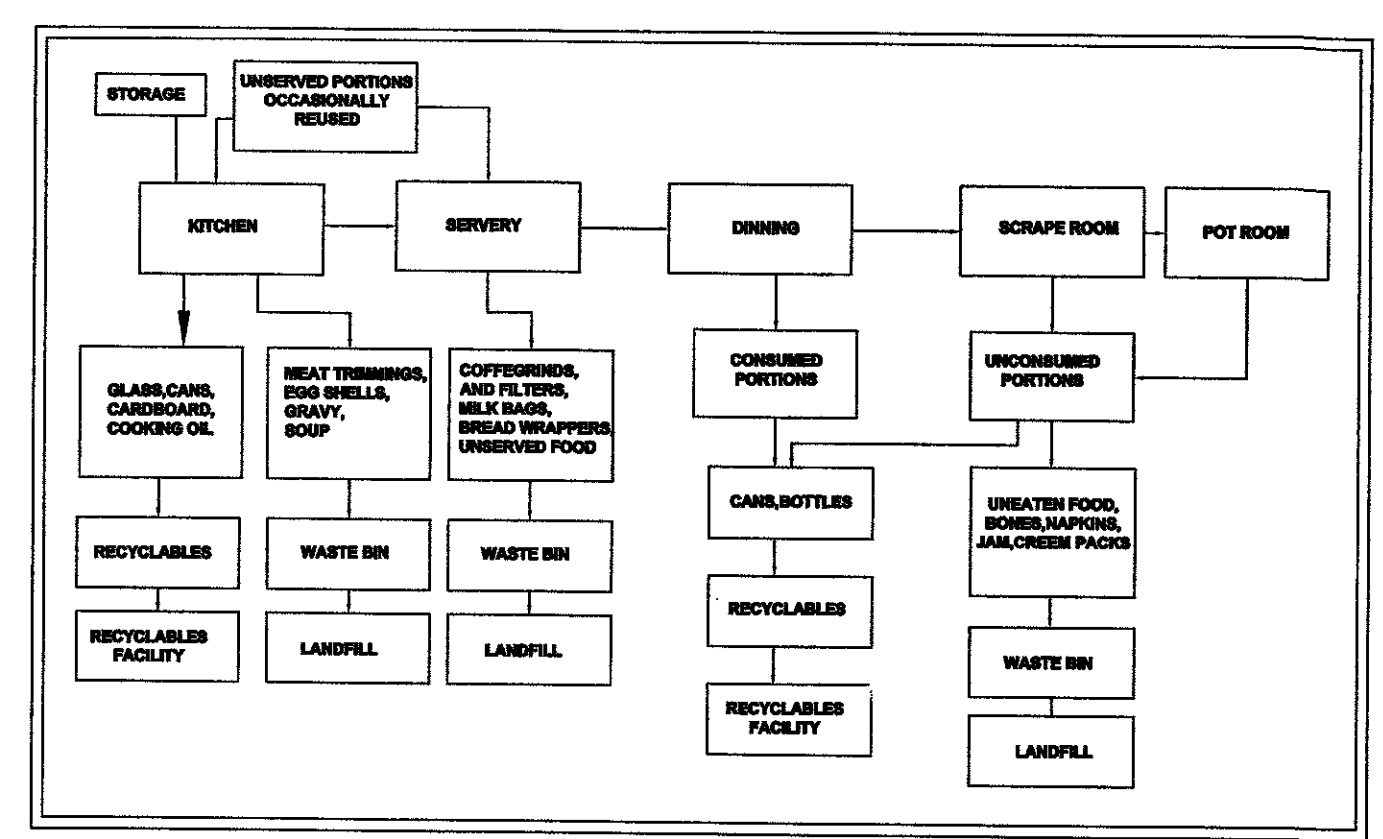 STORAGE
UNSERVED PORTIONS
OCCASIONALLY
REUSED
KITCHEN
SERVERY
DINNING
SCRAPE ROOM
POT ROOM
GLASS,CANS,
CARDBOARD,
COOKING OIL
MEAT TRIMNINGS,
EGG SHELLS,
GRAVY,
SOUP
COFFEGRINDS,
AND FILTERS,
MILK BAGS,
BREAD WRAPPERS,
UNSERVED FOOD
CONSUMED
PORTIONS
UNCONSUMED
PORTIONS
CANS,BOTTLES
UNEATEN FOOD,
BONES,NAPKINS,
JAM,CREEM PACKS
RECYCLABLES
WASTE BIN
WASTE BIN
RECYCLABLES
RECYCLABLES
FACILITY
LANDFILL
LANDFILL
WASTE BIN
RECYCLABLES
FACILITY
LANDFILL